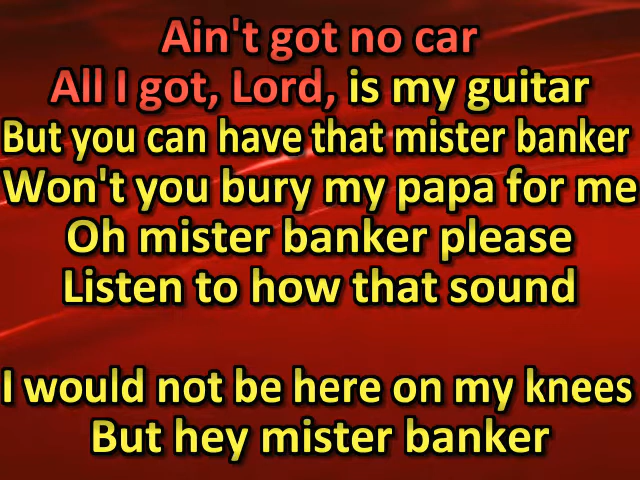 Ain't got no car
All I got, Lord, is my guitar
But you can have that mister banker
Won't you bury my papa for me
Oh mister banker please
Listen to how that sound
I would not be here on my knees
But hey mister banker